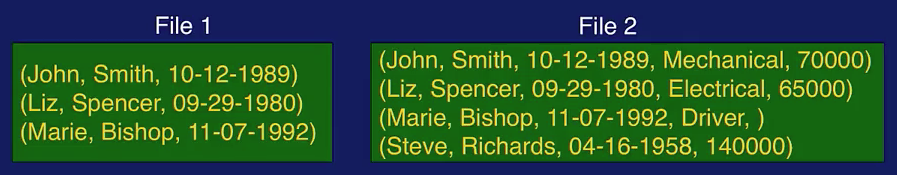 File 1
(John, Smith, 10-12-1989)
(Liz, Spencer, 09-29-1980)
(Marie, Bishop, 11-07-1992)
File 2
(John, Smith, 10-12-1989, Mechanical, 70000)
(Liz, Spencer, 09-29-1980, Electrical, 65000)
(Marie, Bishop, 11-07-1992, Driver, )
(Steve, Richards, 04-16-1958, 140000)